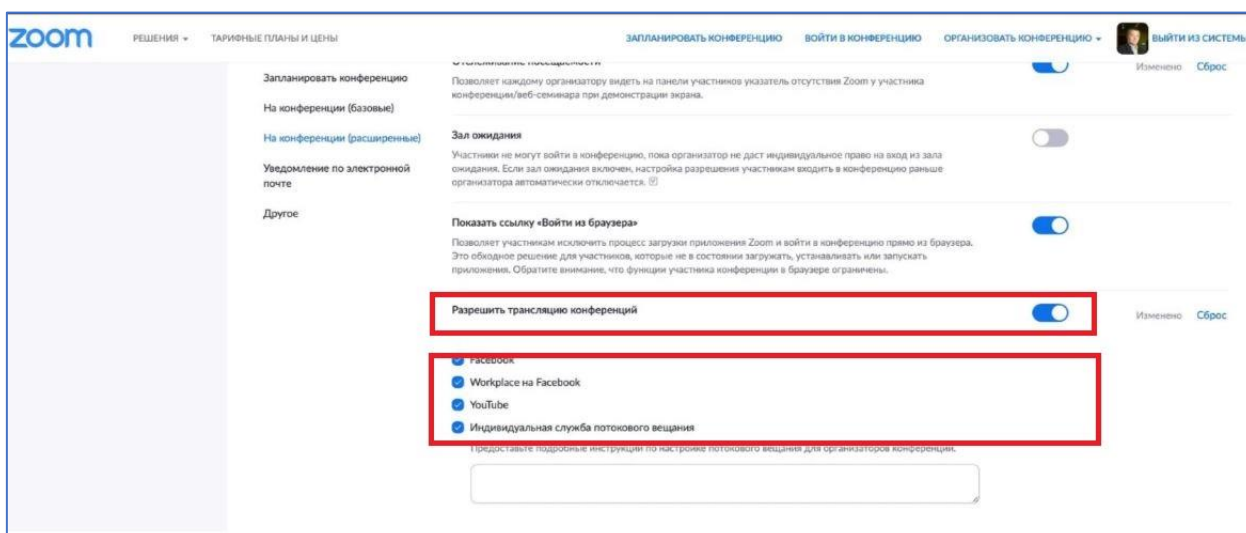 zoom
РЕШЕНИЯ
ТАРИФНЫЕ ПЛАНЫ И ЦЕНЫ
ЗАПЛАНИРОВАТЬ КОНФЕРЕНЦИЮ
ВОЙТИ В КОНФЕРЕНЦИЮ
ОРГАНИЗОВАТЬ КОНФЕРЕНЦИЮ
ВЫЙТИ ИЗ СИСТЕМЫ
Запланировать конференцию
На конференции (базовые)
На конференции (расширенные)
Уведомление по электронной
почте
Другое
Отслеживание посещаемости
Изменено Сброс
Позволяет каждому организатору видеть на панели участников указатель отсутствия Zoom у участника
конференции/веб-семинара при демонстрации экрана.
Зал ожидания
Участники не могут войти в конференцию, пока организатор не даст индивидуальное право на вход из зала
ожидания. Если зал ожидания включен, настройка разрешения участникам входить в конференцию раньше
организатора автоматически отключается.
Показать ссылку «Войти из браузера»
Позволяет участникам исключить процесс загрузки приложения Zoom и войти в конференцию прямо из браузера.
Это обходное решение для участников, которые не в состоянии загружать, устанавливать или запускать
приложения. Обратите внимание, что функции участника конференции в браузере ограничены.
Разрешить трансляцию конференций
Изменено Сброс
Facebook
Workplace на Facebook
YouTube
Индивидуальная служба потокового вещания
Предоставьте подробные инструкции по настройке потокового вещания для организаторов конференции.